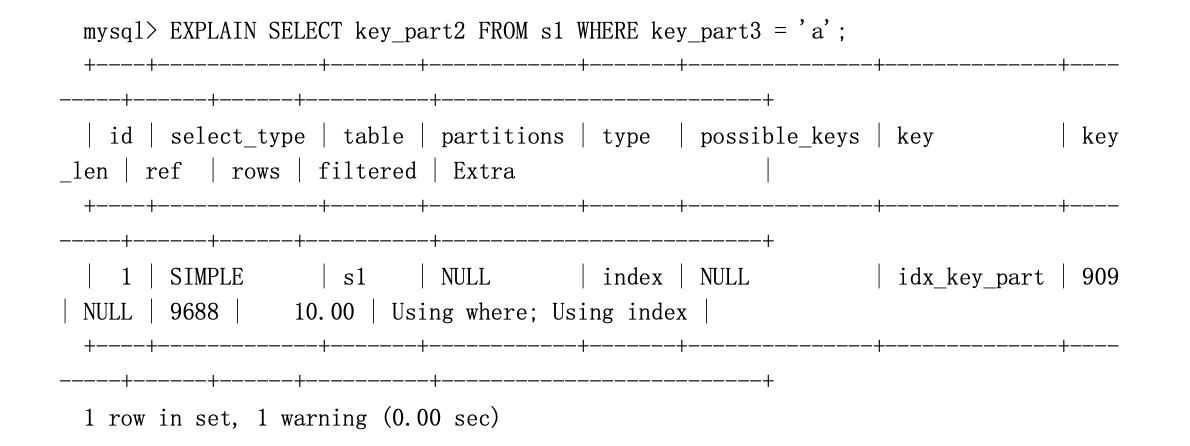 mysql> EXPLAIN SELECT key_part2 FROM s1 WHERE key_part3 = 'a';
+----+-------------+-------+------------+-------+---------------+--------------+----
-----+------+------+----------+--------------------------+
| id | select_type | table | partitions | type  | possible_keys | key          | key
_len | ref  | rows | filtered | Extra                    |
+----+-------------+-------+------------+-------+---------------+--------------+----
-----+------+------+----------+--------------------------+
|  1 | SIMPLE      | s1    | NULL       | index | NULL          | idx_key_part | 909
| NULL | 9688 |    10.00 | Using where; Using index |
+----+-------------+-------+------------+-------+---------------+--------------+----
-----+------+------+----------+--------------------------+
1 row in set, 1 warning (0.00 sec)